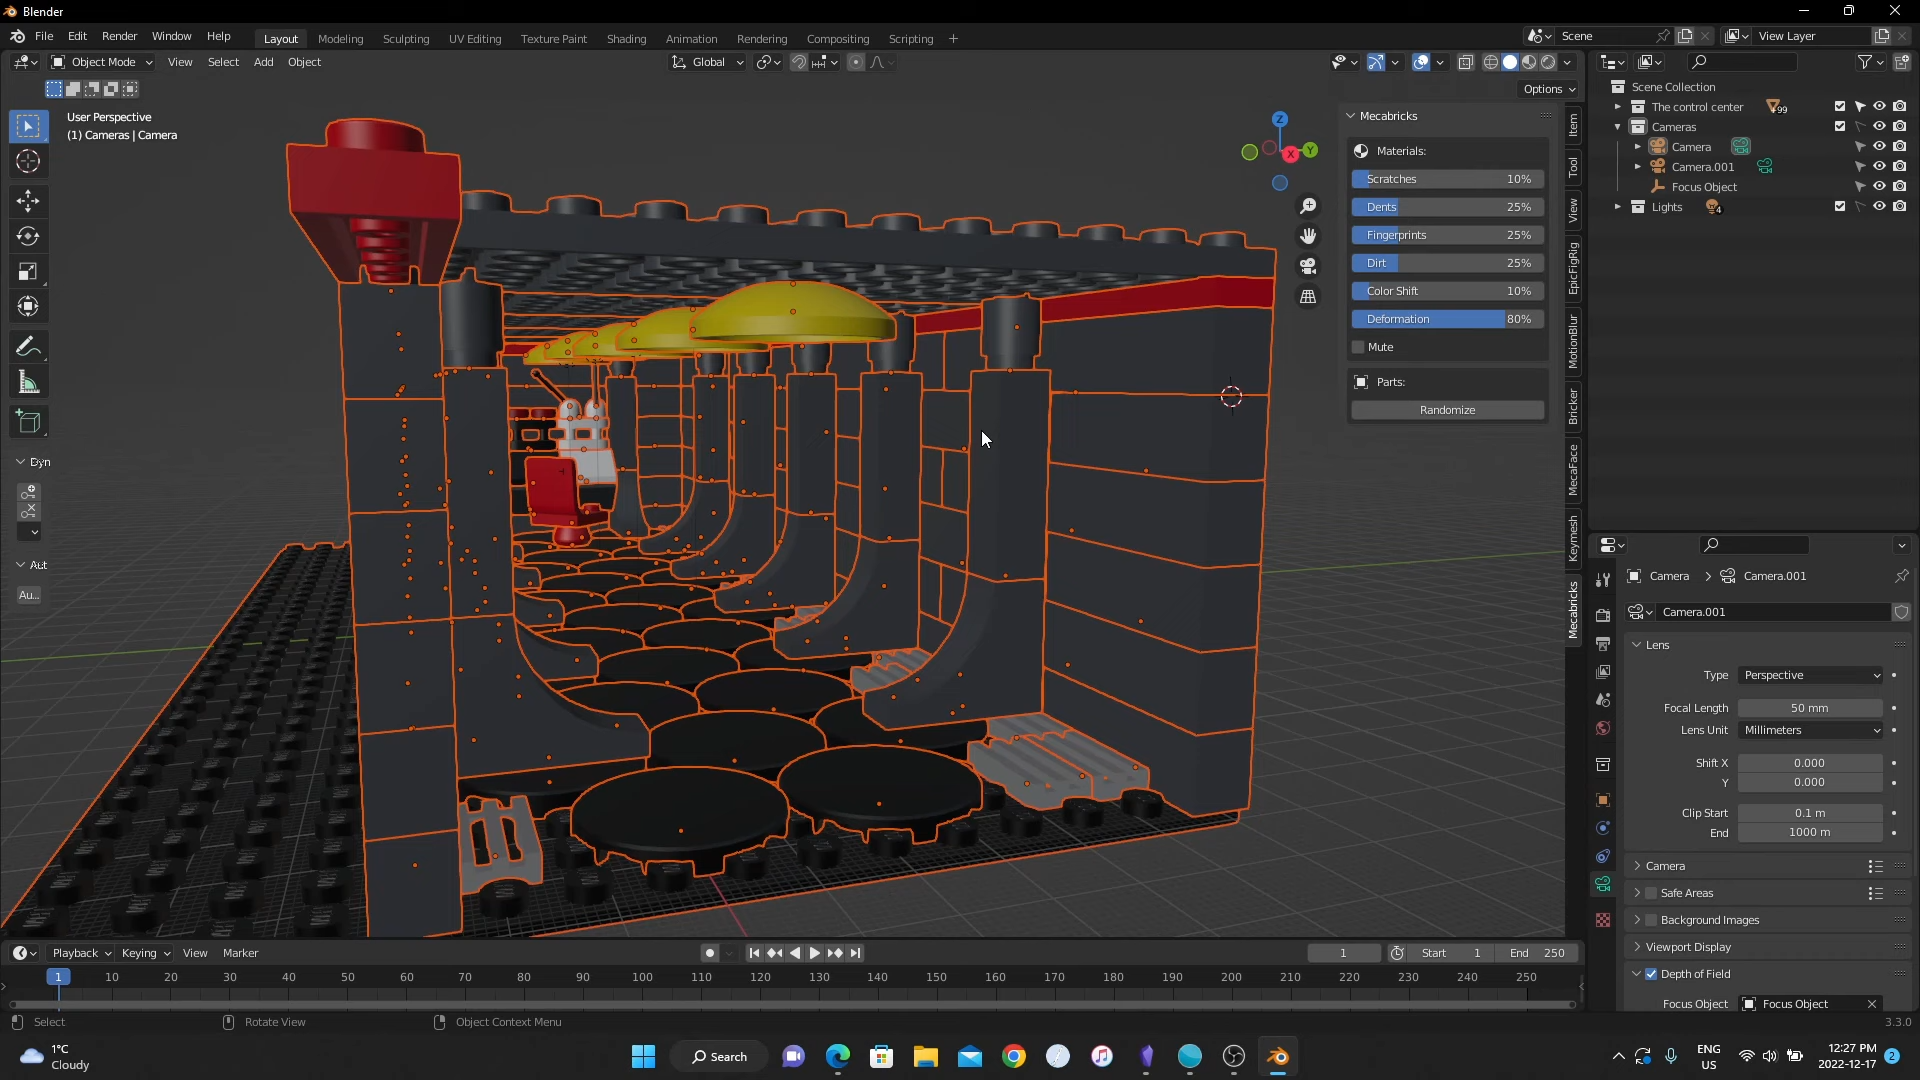 Blender
File Edit Render Window Help Layout Modeling Sculpting UV Editing Texture Paint Shading Animation Rendering Compositing Scripting Scene View Layer
Object Mode View Select Add Object Global
Options
User Perspective
(1) Cameras | Camera
Z
Y
X
Mecabricks
Materials:
Scratches 10%
Dents 25%
Fingerprints 25%
Dirt 25%
Color Shift 10%
Deformation 80%
Mute
Parts:
Randomize
Item
Tool
View
EpicFigRig
MotionBlur
Bricker
MecaFace
Keymesh
Mecabricks
Dyn
Aut
Au...
Scene Collection
The control center 99
Cameras
Camera
Camera.001
Focus Object
Lights 4
Camera Camera.001
Camera.001
Lens
Type Perspective
Focal Length 50 mm
Lens Unit Millimeters
Shift X 0.000
Y 0.000
Clip Start 0.1 m
End 1000 m
Camera
Safe Areas
Background Images
Viewport Display
Depth of Field
Focus Object Focus Object
Playback Keying View Marker 1 Start 1 End 250
1 10 20 30 40 50 60 70 80 90 100 110 120 130 140 150 160 170 180 190 200 210 220 230 240 250
Select Rotate View Object Context Menu 3.3.0
1°C
Cloudy
Search
ENG
US
12:27 PM
2022-12-17
2